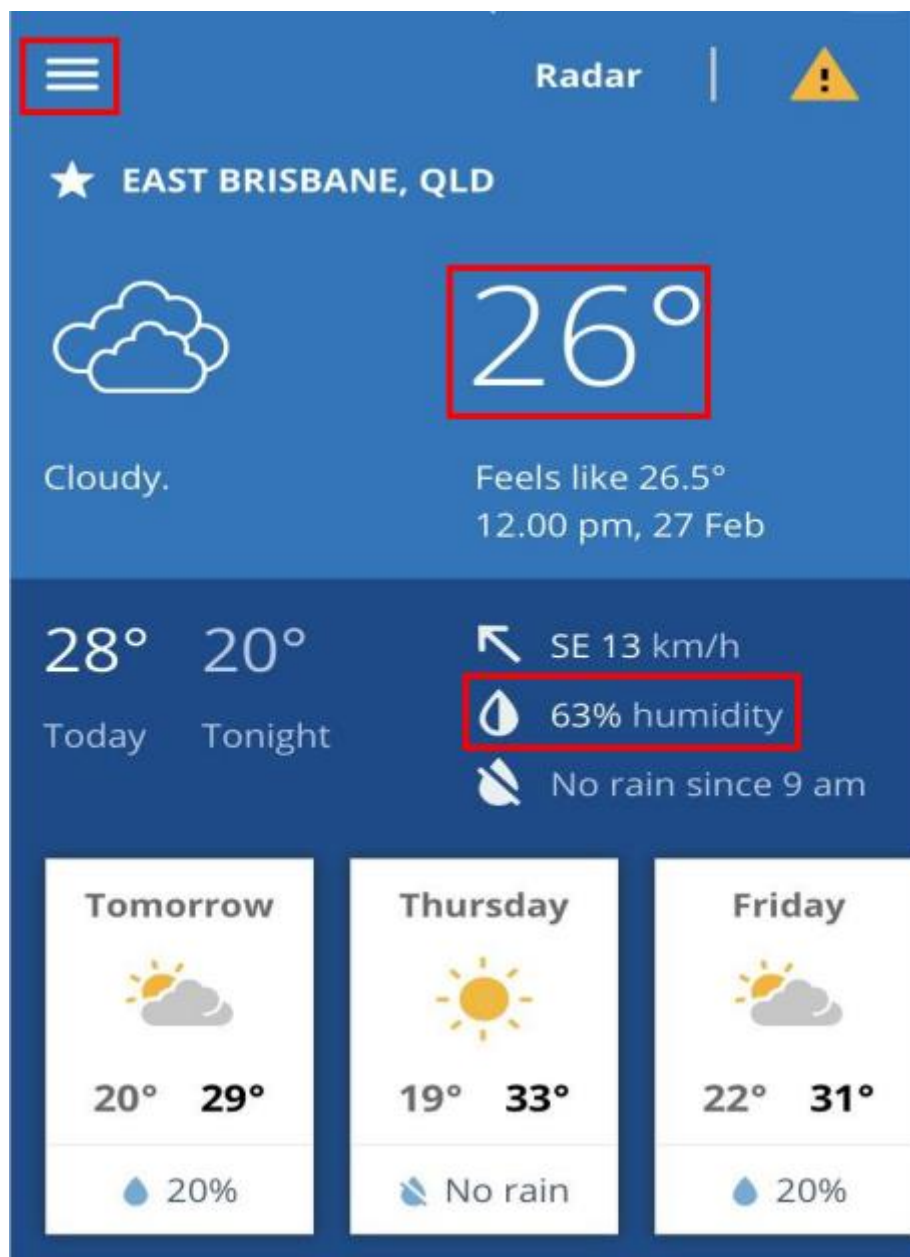 Radar
EAST BRISBANE, QLD
26°
Cloudy.
Feels like 26.5°
12.00 pm, 27 Feb
28° 20°
Today Tonight
SE 13 km/h
63% humidity
No rain since 9 am
Tomorrow Thursday Friday
20° 29° 19° 33° 22° 31°
20% No rain 20%